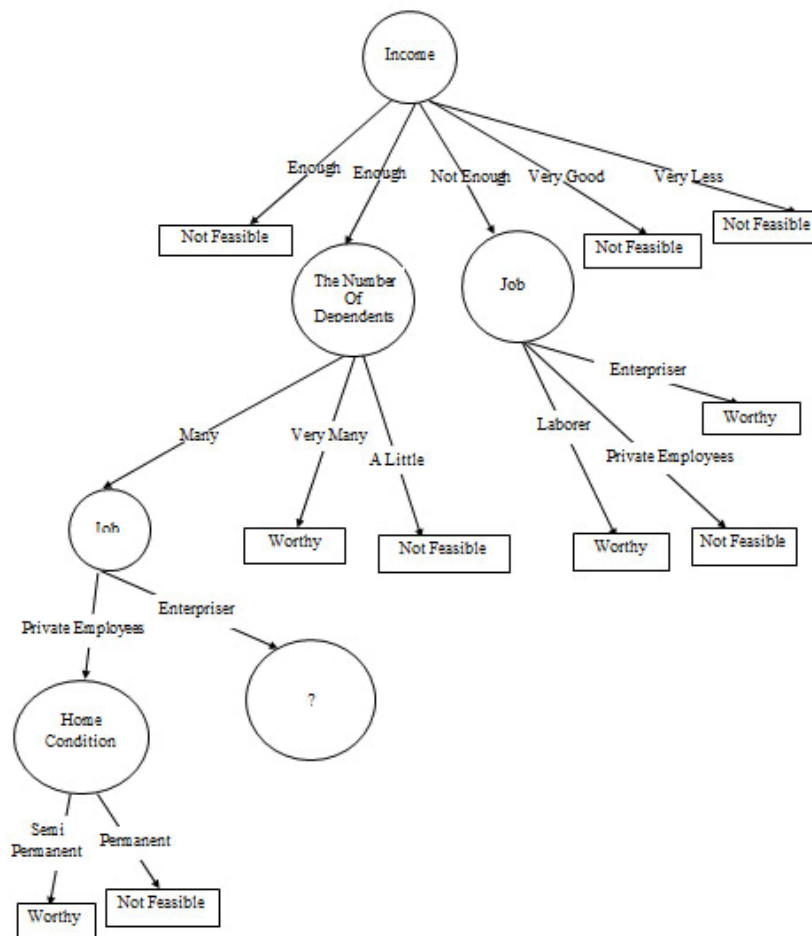 Income
Enough
Enough
Not Enough
Very Good
Very Less
Not Feasible
Not Feasible
Not Feasible
The Number
Of
Dependents
Job
Enterpriser
Worthy
Many
Very Many
A Little
Laborer
Private Employees
Job
Worthy
Not Feasible
Worthy
Not Feasible
Private Employees
Enterpriser
Home
Condition
?
Semi
Permanent
Permanent
Worthy
Not Feasible